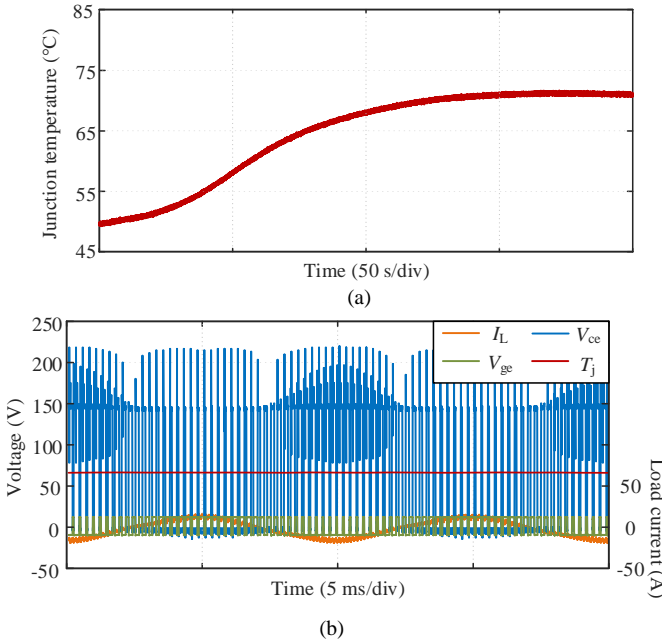 85
75
65
55
45
Junction temperature (℃)
Time (50 s/div)
(a)
250
200
150
100
50
0
-50
Voltage (V)
I_L
V_ce
V_ge
T_j
50
0
-50
Load current (A)
Time (5 ms/div)
(b)